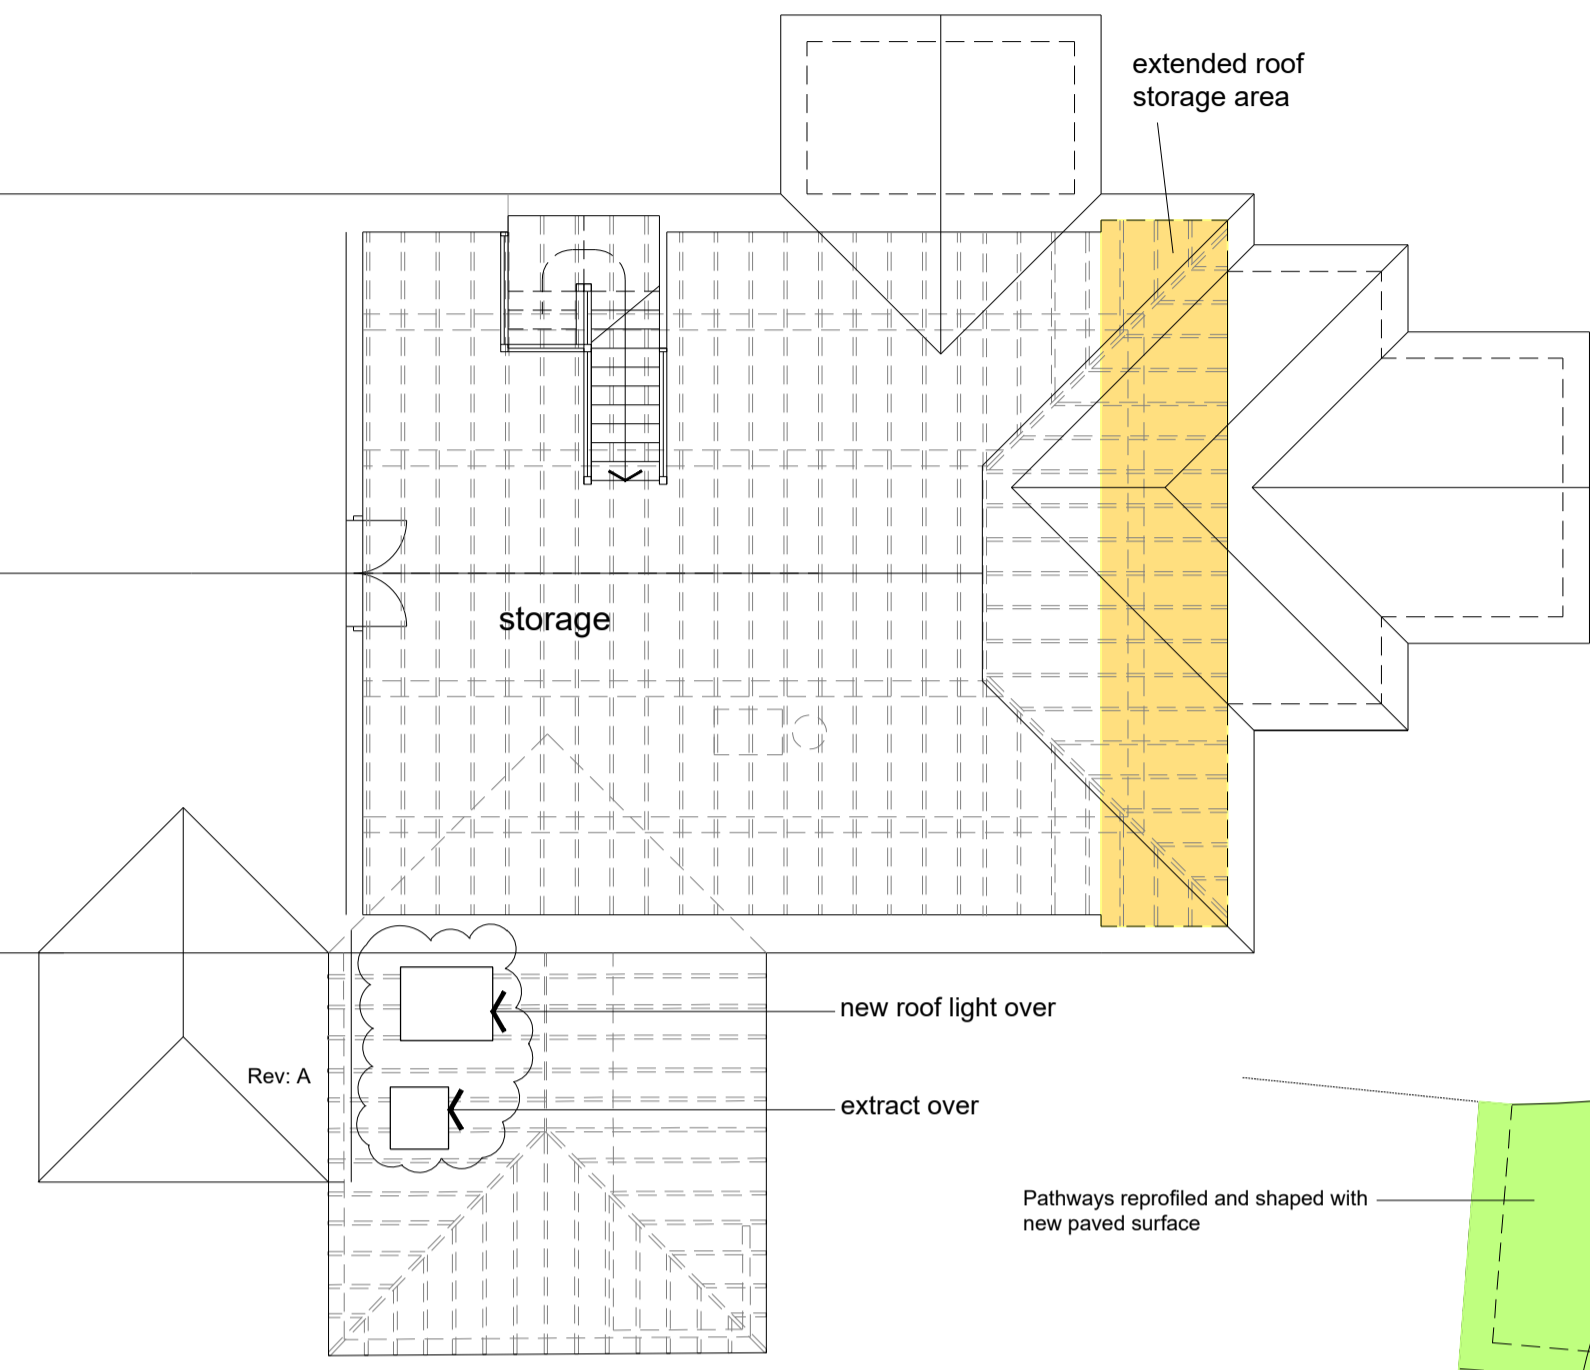 extended roof
storage area
storage
new roof light over
Rev: A
extract over
Pathways reprofiled and shaped with
new paved surface